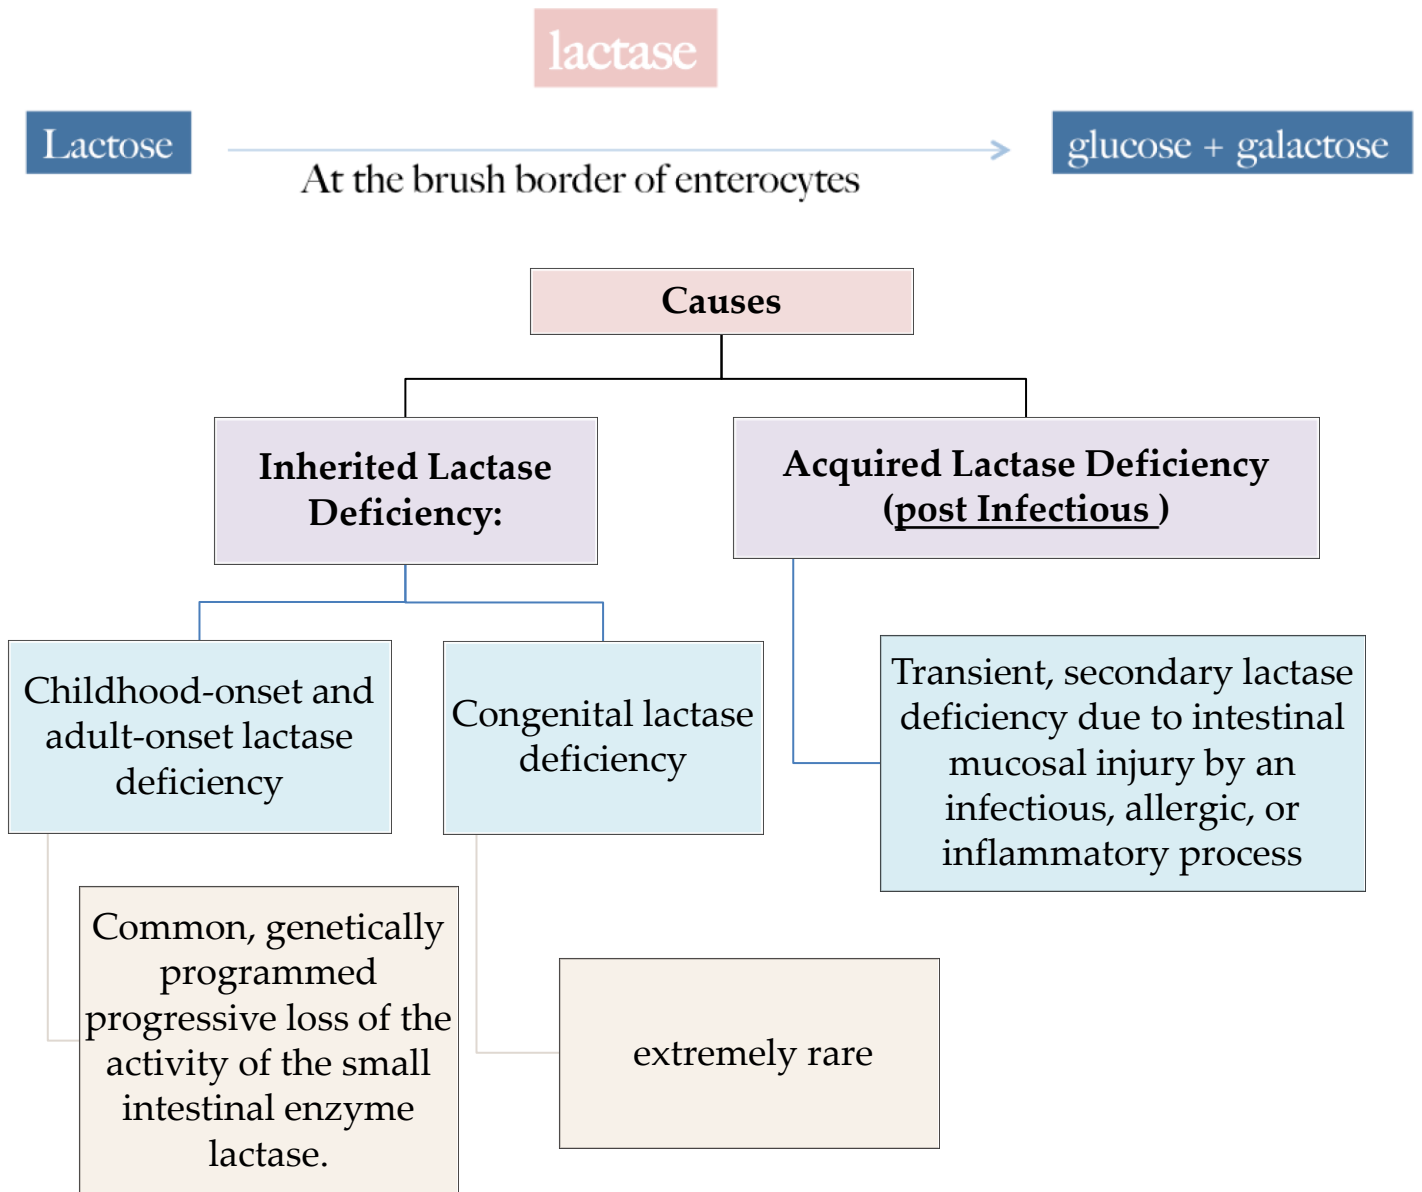 lactase
Lactose
At the brush border of enterocytes
glucose + galactose
Causes
Inherited Lactase
Deficiency:
Acquired Lactase Deficiency
(post Infectious )
Childhood-onset and
adult-onset lactase
deficiency
Congenital lactase
deficiency
Transient, secondary lactase
deficiency due to intestinal
mucosal injury by an
infectious, allergic, or
inflammatory process
Common, genetically
programmed
progressive loss of the
activity of the small
intestinal enzyme
lactase.
extremely rare